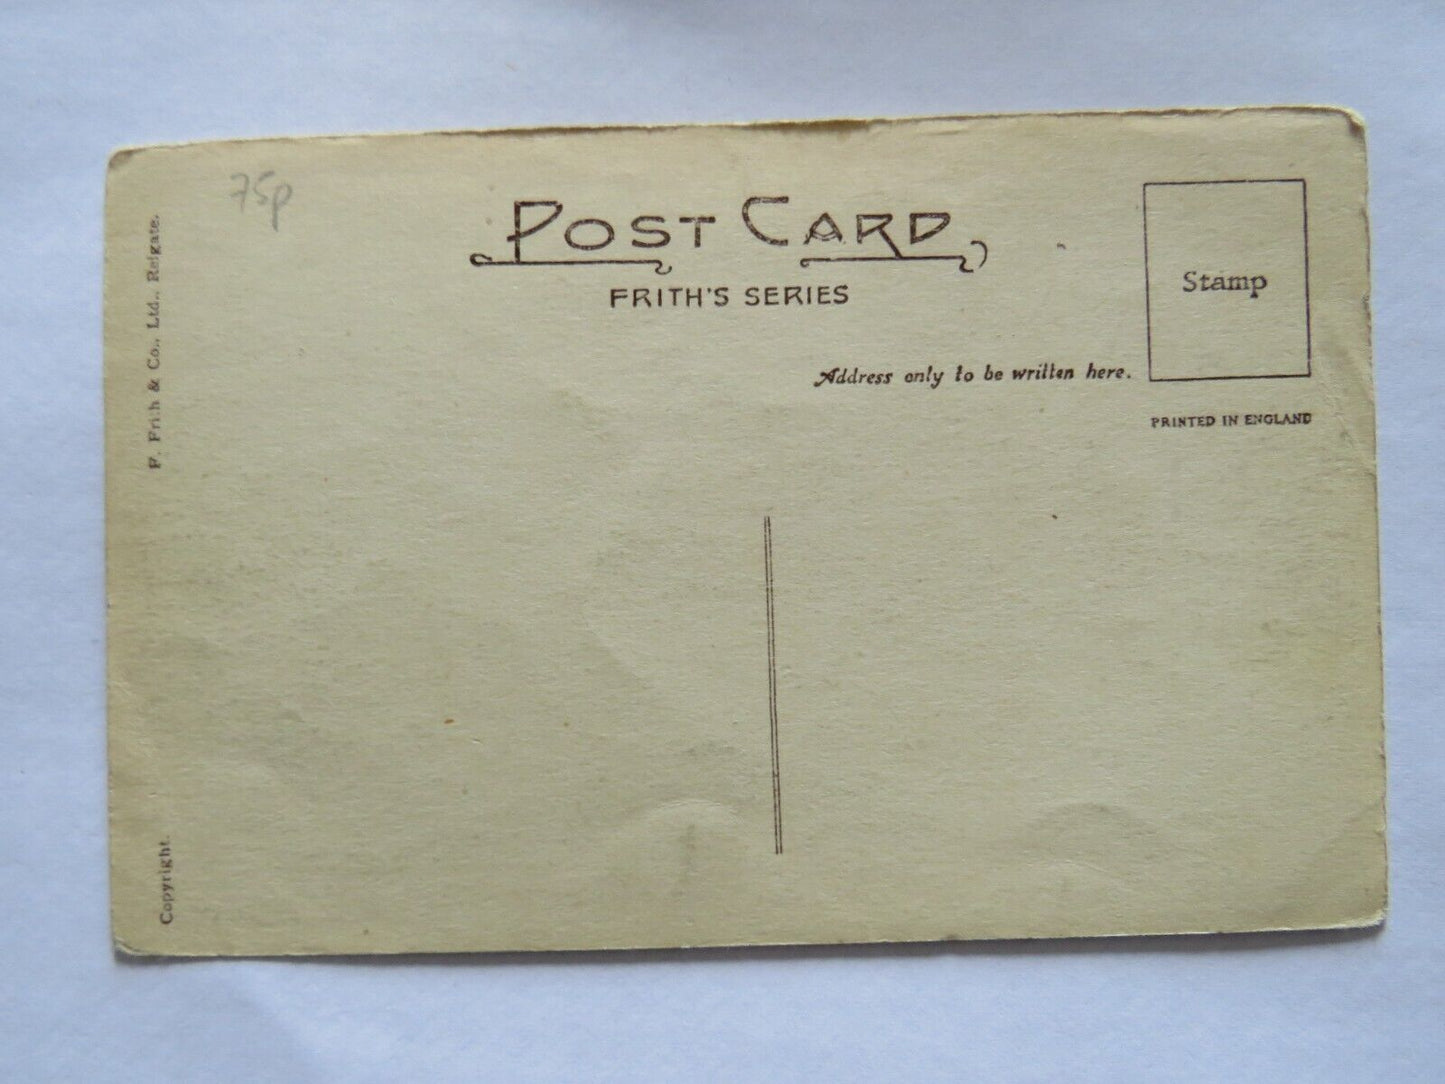 75p
POST CARD
FRITH'S SERIES
Stamp
Address only to be written here.
PRINTED IN ENGLAND
F. Frith & Co., Ltd., Reigate.
Copyright.